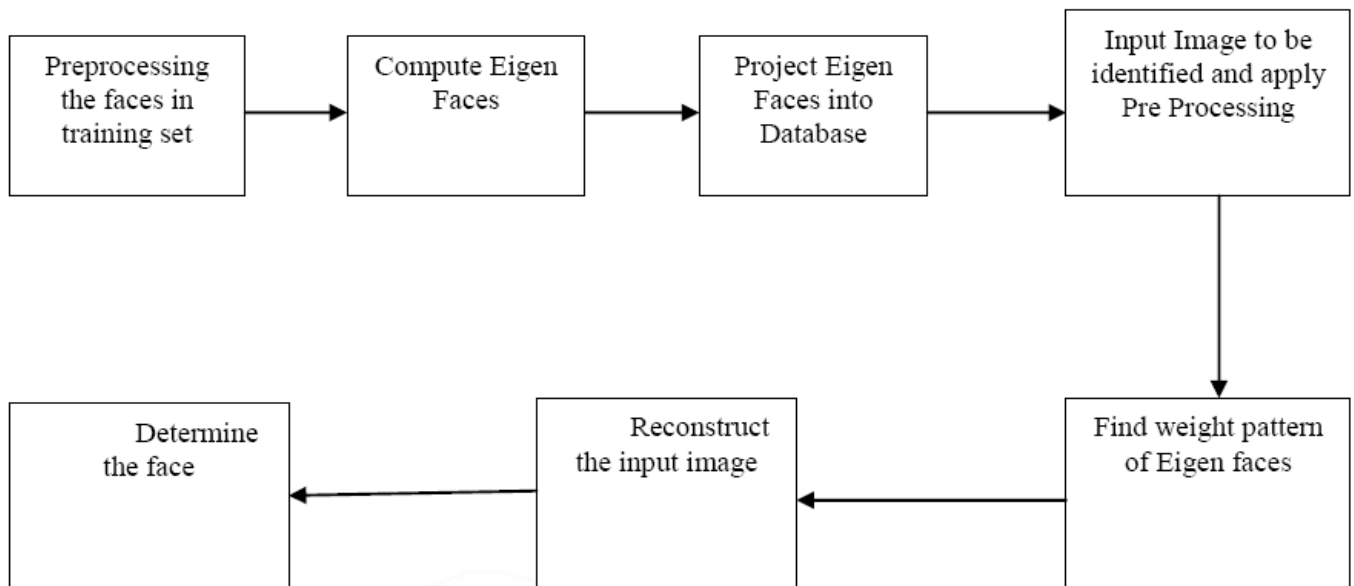 Preprocessing
the faces in
training set
Compute Eigen
Faces
Project Eigen
Faces into
Database
Input Image to be
identified and apply
Pre Processing
Find weight pattern
of Eigen faces
Reconstruct
the input image
Determine
the face